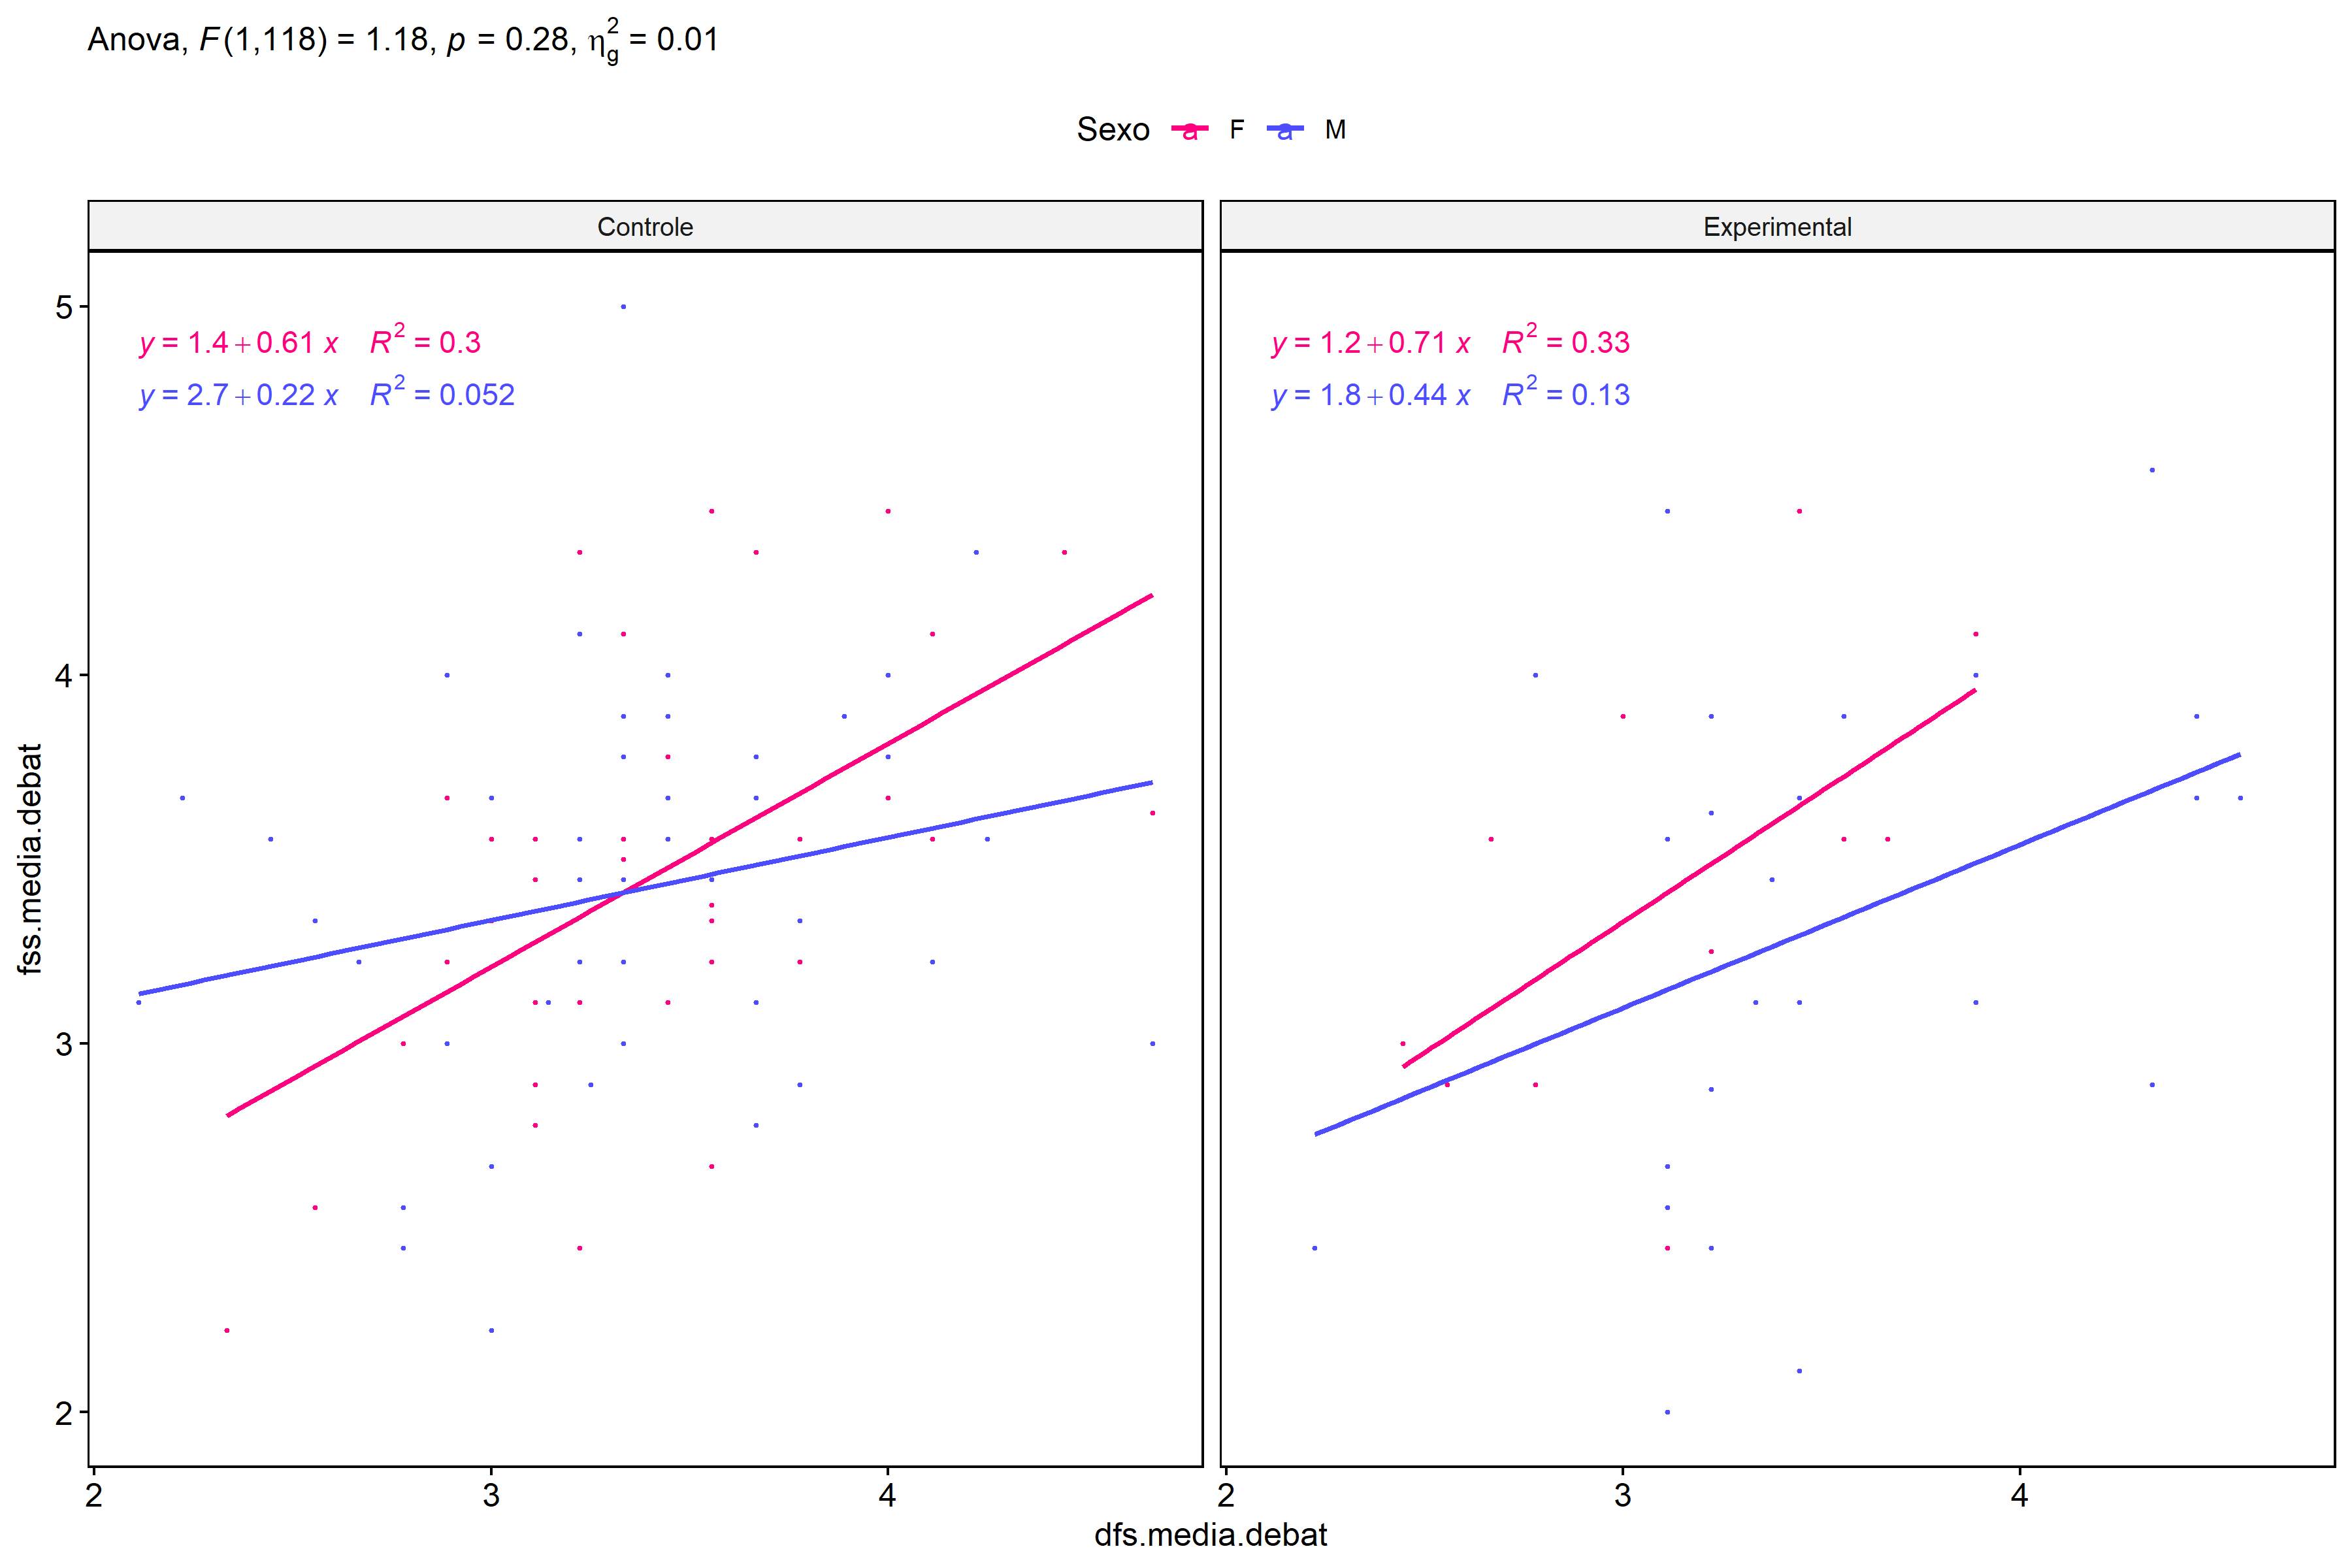 Anova, F(1,118) = 1.18, p = 0.28, η²g = 0.01
Sexo a F a M
Controle
Experimental
y = 1.4 + 0.61 x R² = 0.3
y = 2.7 + 0.22 x R² = 0.052
y = 1.2 + 0.71 x R² = 0.33
y = 1.8 + 0.44 x R² = 0.13
5
4
3
2
fss.media.debat
2 3 4
2 3 4
dfs.media.debat